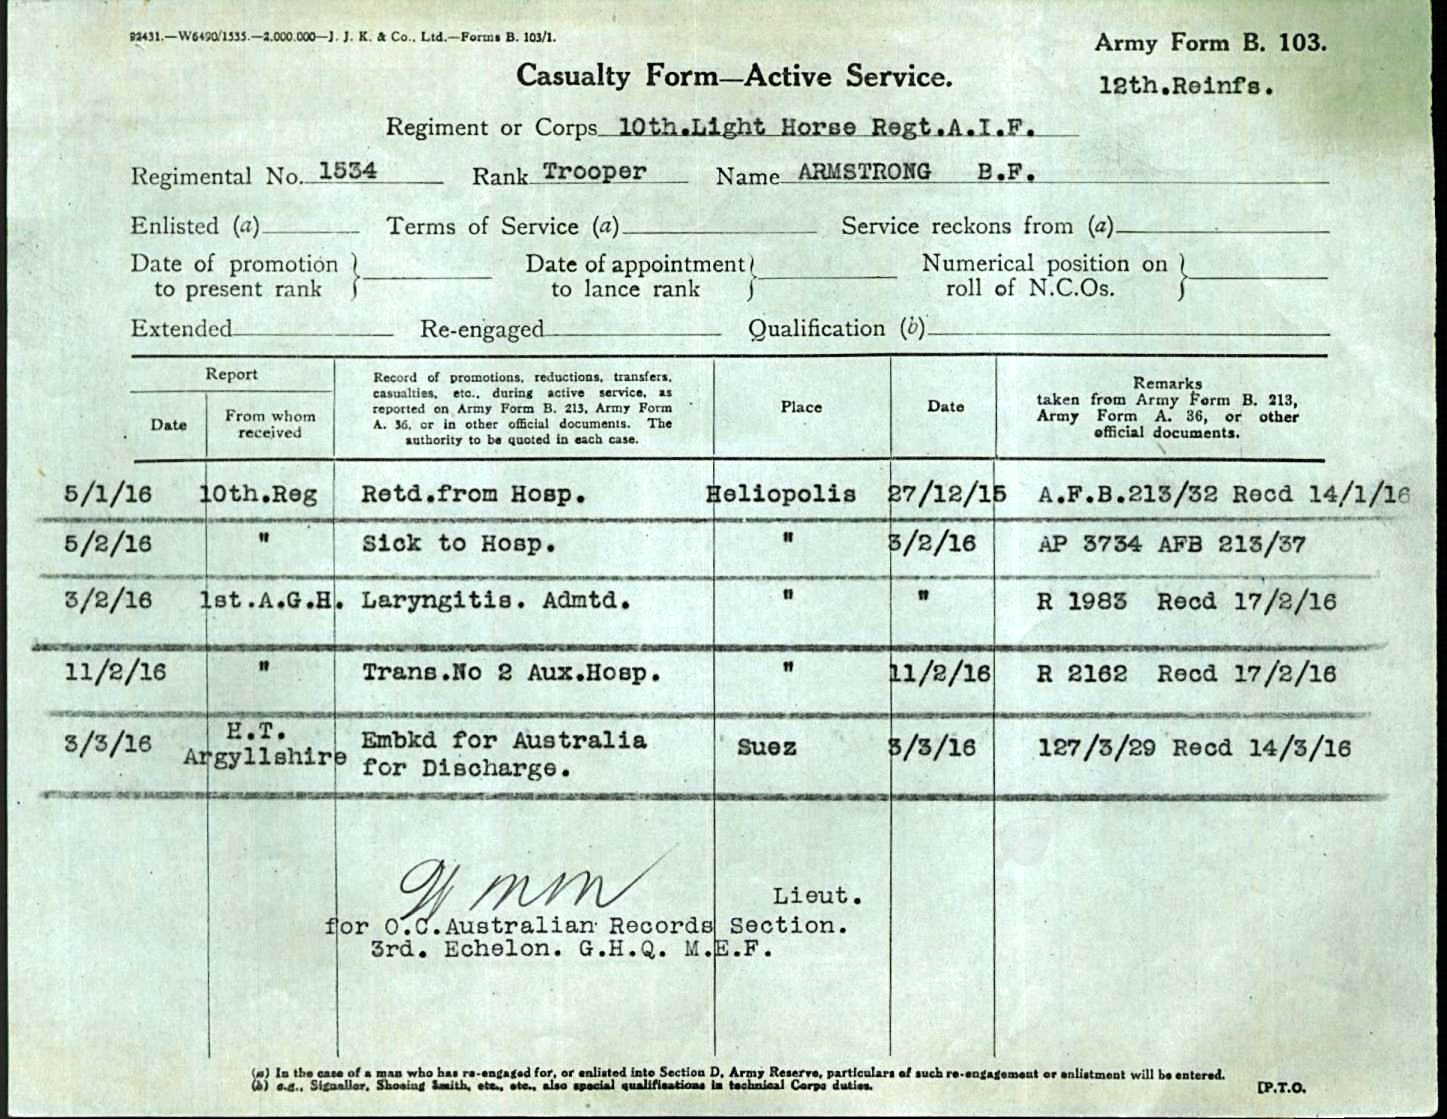 92431.—W6490/1535.—2,000,000—J. J. K. & Co., Ltd.—Forms B. 103/1.
Army Form B. 103.
Casualty Form—Active Service.
12th.Reinfs.
Regiment or Corps 10th.Light Horse Regt.A.I.F.
Regimental No. 1534 Rank Trooper Name ARMSTRONG B.F.
Enlisted (a) Terms of Service (a) Service reckons from (a)
Date of promotion to present rank } Date of appointment to lance rank } Numerical position on roll of N.C.Os. }
Extended Re-engaged Qualification (b)
Report
Date
From whom received
Record of promotions, reductions, transfers,
casualties, etc., during active service, as
reported on Army Form B. 213, Army Form
A. 36, or in other official documents. The
authority to be quoted in each case.
Place
Date
Remarks
taken from Army Form B. 213,
Army Form A. 36, or other
official documents.
5/1/16 10th.Reg Retd.from Hosp. Heliopolis 27/12/15 A.F.B.213/32 Recd 14/1/16
5/2/16 " Sick to Hosp. " 3/2/16 AP 3734 AFB 213/37
3/2/16 1st.A.G.H. Laryngitis. Admtd. " " R 1983 Recd 17/2/16
11/2/16 " Trans.No 2 Aux.Hosp. " 11/2/16 R 2162 Recd 17/2/16
3/3/16 H.T. Argyllshire Embkd for Australia for Discharge. Suez 3/3/16 127/3/29 Recd 14/3/16
Lieut.
for O.C.Australian Records Section.
3rd. Echelon. G.H.Q. M.E.F.
(a) In the case of a man who has re-engaged for, or enlisted into Section D, Army Reserve, particulars of such re-engagement or enlistment will be entered.
(b) e.g., Signaller, Shoeing Smith, etc., etc., also special qualifications in technical Corps duties.
[P.T.O.